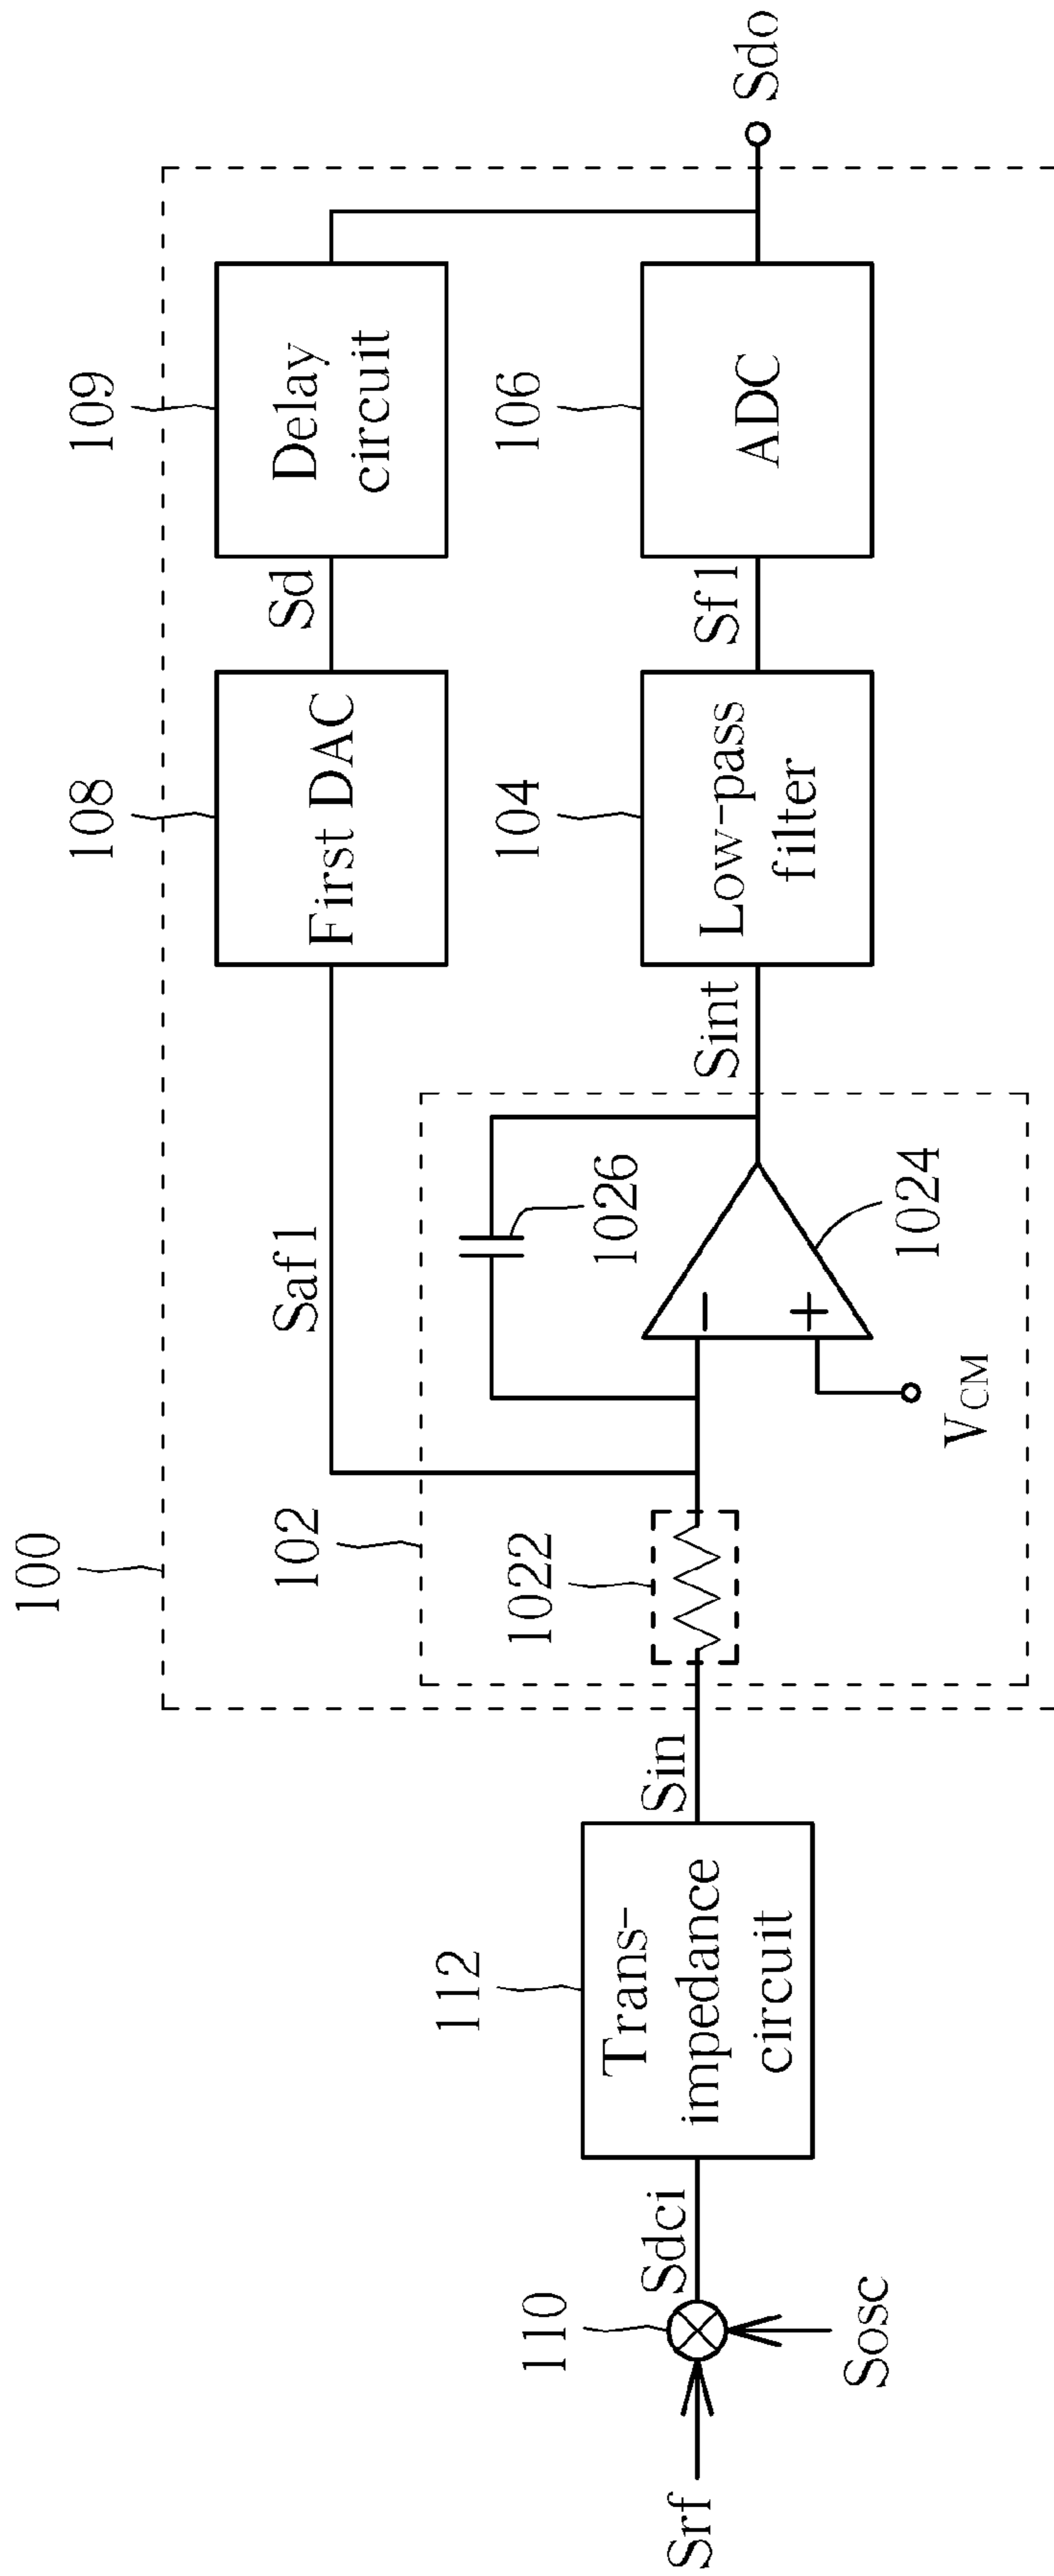 100
108
109
First DAC
Sd
Delay
circuit
Saf1
102
1022
1026
104
106
Srf
110
Sdci
112
Trans-
impedance
circuit
Sin
−
+
Sint
Low-pass
filter
Sf1
ADC
Sdo
Sosc
VCM
1024